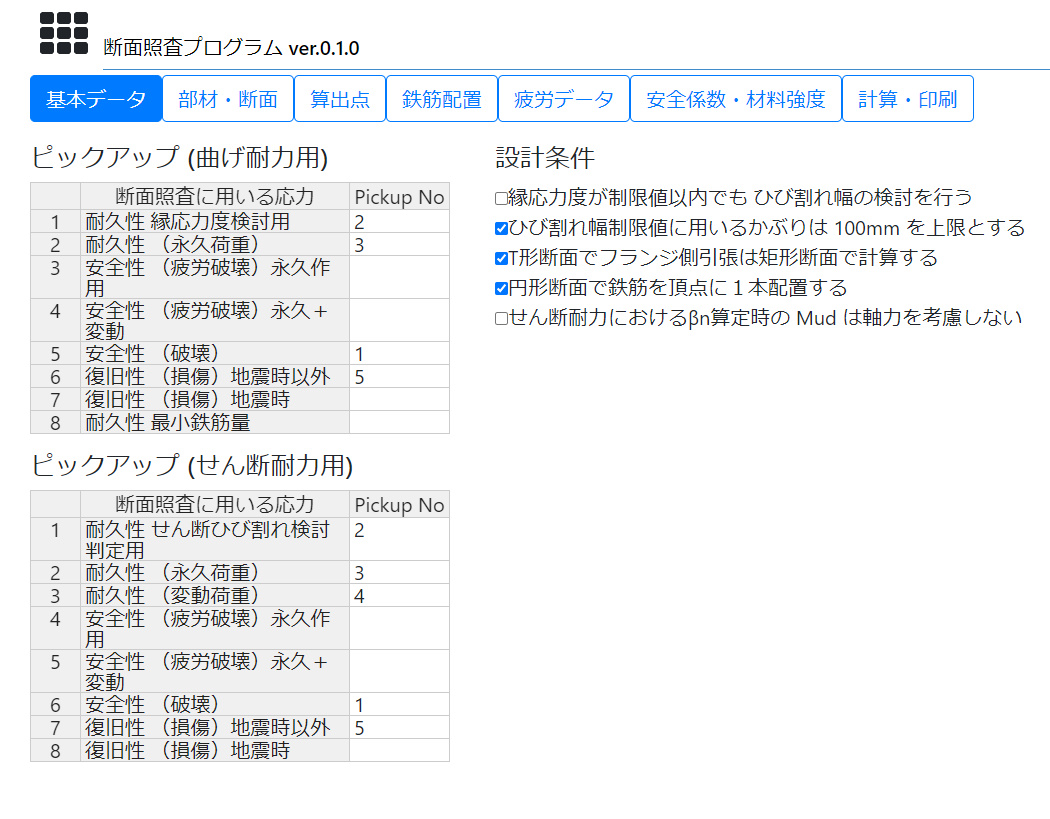 断面照査プログラム ver.0.1.0
基本データ 部材・断面 算出点 鉄筋配置 疲労データ 安全係数・材料強度 計算・印刷
ピックアップ (曲げ耐力用)
断面照査に用いる応力 Pickup No
1 耐久性 縁応力度検討用 2
2 耐久性 （永久荷重） 3
3 安全性 （疲労破壊）永久作
用
4 安全性 （疲労破壊）永久＋
変動
5 安全性 （破壊） 1
6 復旧性 （損傷）地震時以外 5
7 復旧性 （損傷）地震時
8 耐久性 最小鉄筋量
ピックアップ (せん断耐力用)
断面照査に用いる応力 Pickup No
1 耐久性 せん断ひび割れ検討 2
判定用
2 耐久性 （永久荷重） 3
3 耐久性 （変動荷重） 4
4 安全性 （疲労破壊）永久作
用
5 安全性 （疲労破壊）永久＋
変動
6 安全性 （破壊） 1
7 復旧性 （損傷）地震時以外 5
8 復旧性 （損傷）地震時
設計条件
縁応力度が制限値以内でも ひび割れ幅の検討を行う
ひび割れ幅制限値に用いるかぶりは 100mm を上限とする
T形断面でフランジ側引張は矩形断面で計算する
円形断面で鉄筋を頂点に１本配置する
せん断耐力におけるβn算定時の Mud は軸力を考慮しない